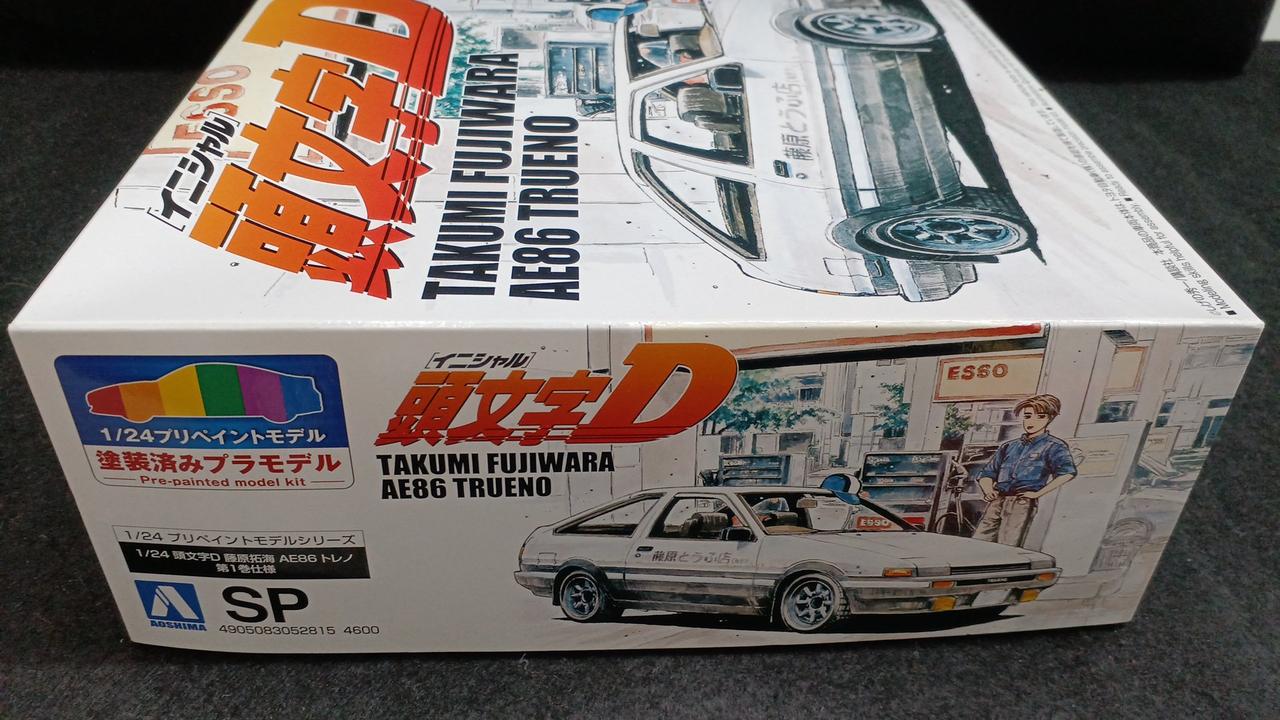 ESSO
[イニシャル]
頭文字D
TAKUMI FUJIWARA
AE86 TRUENO
藤原とうふ店
[イニシャル]
頭文字D
TAKUMI FUJIWARA
AE86 TRUENO
ESSO
ESSO
藤原とうふ店
TRUENO
1/24プリペイントモデル
塗装済みプラモデル
Pre-painted model kit
1/24 プリペイントモデルシリーズ
1/24 頭文字D 藤原拓海 AE86 トレノ
第1巻仕様
AOSHIMA
SP
4905083052815 4600